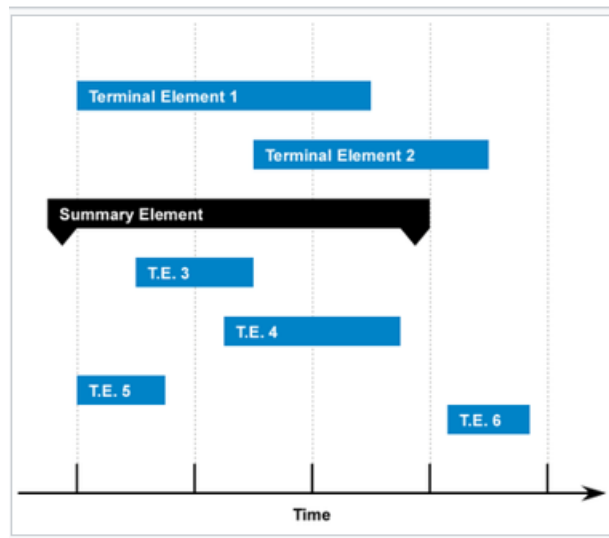 Terminal Element 1
Terminal Element 2
Summary Element
T.E. 3
T.E. 4
T.E. 5
T.E. 6
Time